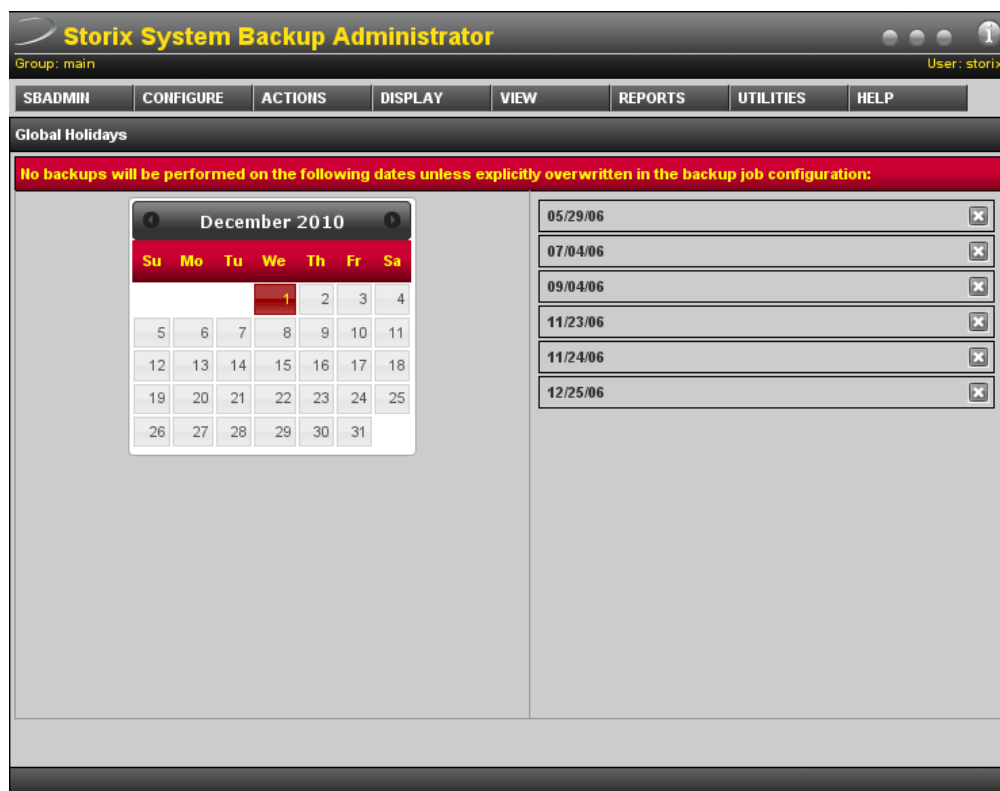 Storix System Backup Administrator
Group: main
User: storix
SBADMIN CONFIGURE ACTIONS DISPLAY VIEW REPORTS UTILITIES HELP
Global Holidays
No backups will be performed on the following dates unless explicitly overwritten in the backup job configuration:
December 2010
Su Mo Tu We Th Fr Sa
1 2 3 4
5 6 7 8 9 10 11
12 13 14 15 16 17 18
19 20 21 22 23 24 25
26 27 28 29 30 31
05/29/06
07/04/06
09/04/06
11/23/06
11/24/06
12/25/06